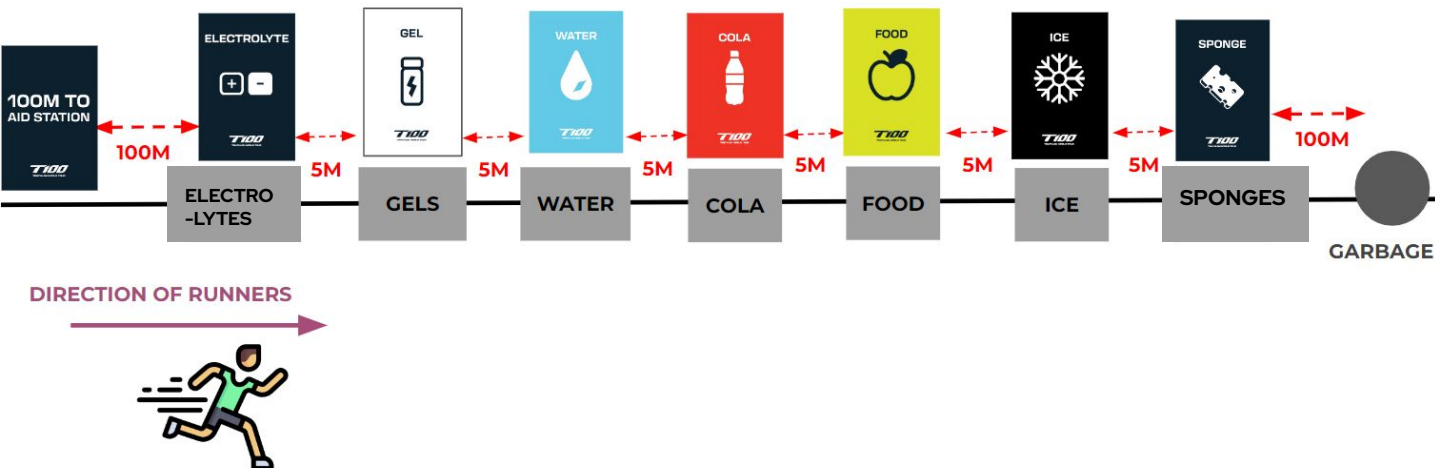 100M TO
AID STATION
T100
ELECTROLYTE
+ -
T100
GEL
T100
WATER
T100
COLA
T100
FOOD
T100
ICE
T100
SPONGE
T100
100M
5M
5M
5M
5M
5M
5M
100M
ELECTRO
-LYTES
GELS
WATER
COLA
FOOD
ICE
SPONGES
GARBAGE
DIRECTION OF RUNNERS